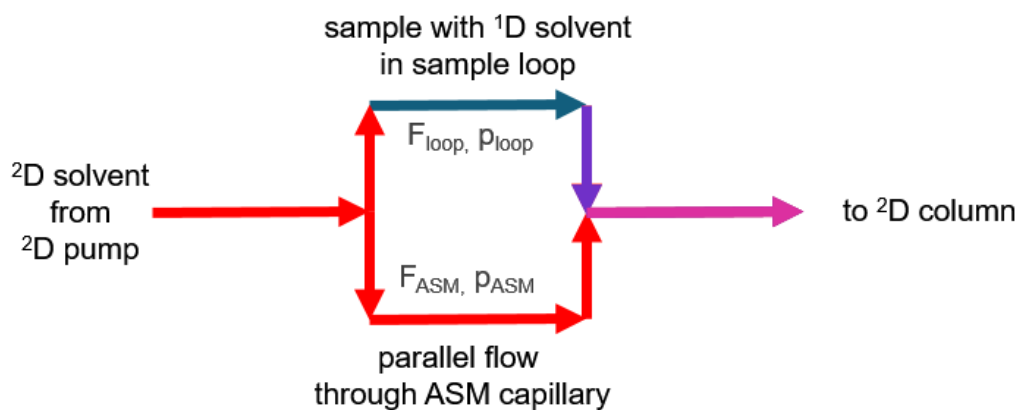 sample with ¹D solvent
in sample loop
F_loop, p_loop
²D solvent
from
²D pump
to ²D column
F_ASM, p_ASM
parallel flow
through ASM capillary